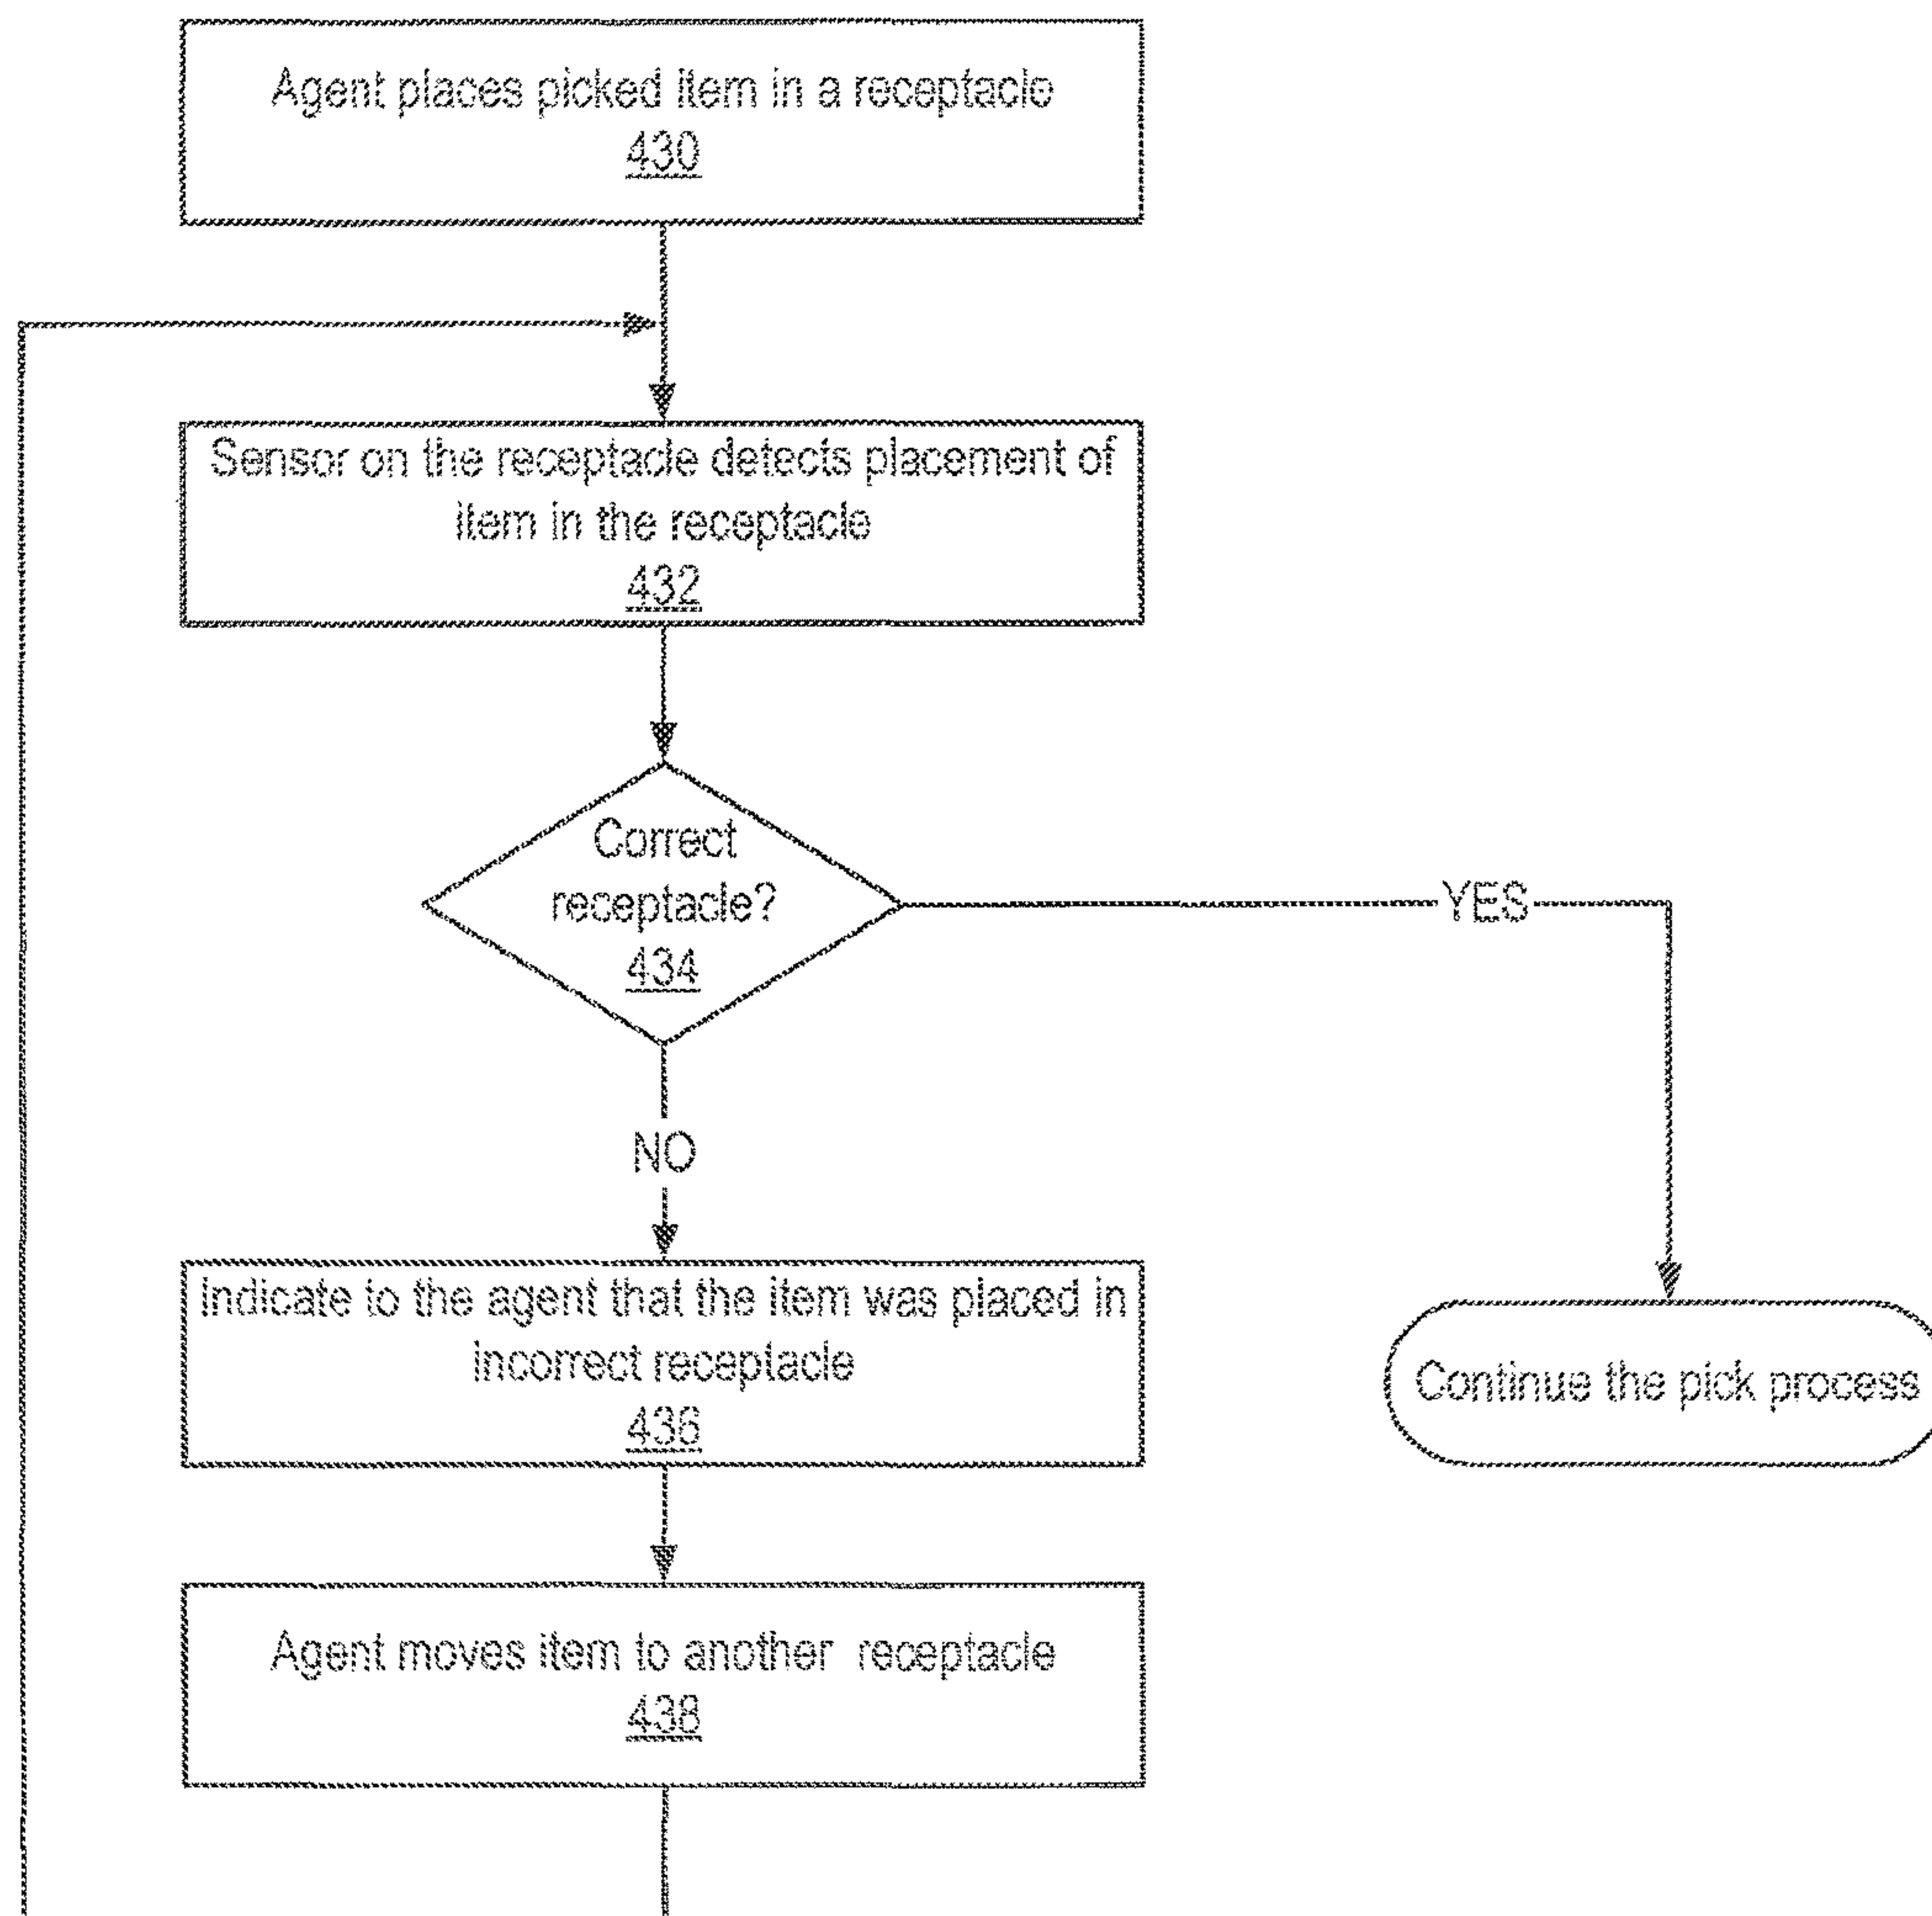 Agent places picked item in a receptacle
430
Sensor on the receptacle detects placement of
item in the receptacle
432
Correct
receptacle?
434
YES
NO
Indicate to the agent that the item was placed in
incorrect receptacle
436
Continue the pick process
Agent moves item to another receptacle
438